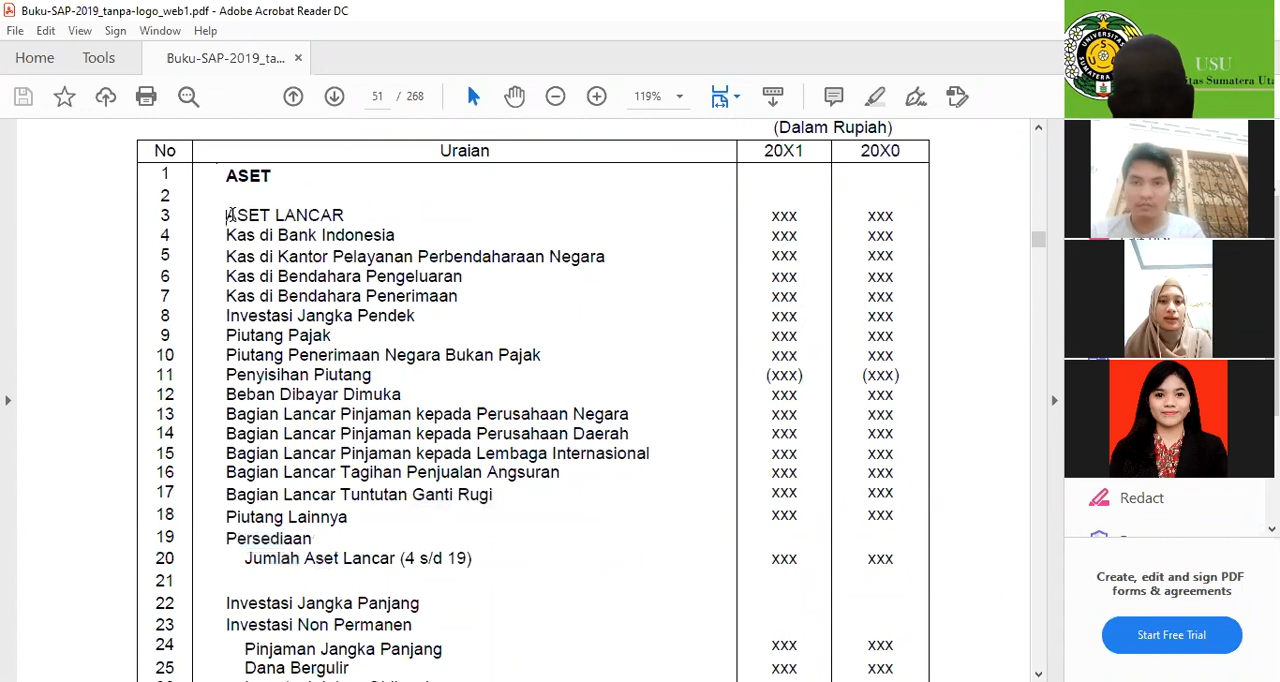 Buku-SAP-2019_tanpa-logo_web1.pdf - Adobe Acrobat Reader DC
File Edit View Sign Window Help
Home Tools Buku-SAP-2019_ta... ×
51 / 268 119%
(Dalam Rupiah)
No Uraian 20X1 20X0
1 ASET
2
3 ASET LANCAR xxx xxx
4 Kas di Bank Indonesia xxx xxx
5 Kas di Kantor Pelayanan Perbendaharaan Negara xxx xxx
6 Kas di Bendahara Pengeluaran xxx xxx
7 Kas di Bendahara Penerimaan xxx xxx
8 Investasi Jangka Pendek xxx xxx
9 Piutang Pajak xxx xxx
10 Piutang Penerimaan Negara Bukan Pajak xxx xxx
11 Penyisihan Piutang (xxx) (xxx)
12 Beban Dibayar Dimuka xxx xxx
13 Bagian Lancar Pinjaman kepada Perusahaan Negara xxx xxx
14 Bagian Lancar Pinjaman kepada Perusahaan Daerah xxx xxx
15 Bagian Lancar Pinjaman kepada Lembaga Internasional xxx xxx
16 Bagian Lancar Tagihan Penjualan Angsuran xxx xxx
17 Bagian Lancar Tuntutan Ganti Rugi xxx xxx
18 Piutang Lainnya xxx xxx
19 Persediaan
20 Jumlah Aset Lancar (4 s/d 19) xxx xxx
21
22 Investasi Jangka Panjang
23 Investasi Non Permanen
24 Pinjaman Jangka Panjang xxx xxx
25 Dana Bergulir xxx xxx
USU
Redact
Create, edit and sign PDF
forms & agreements
Start Free Trial